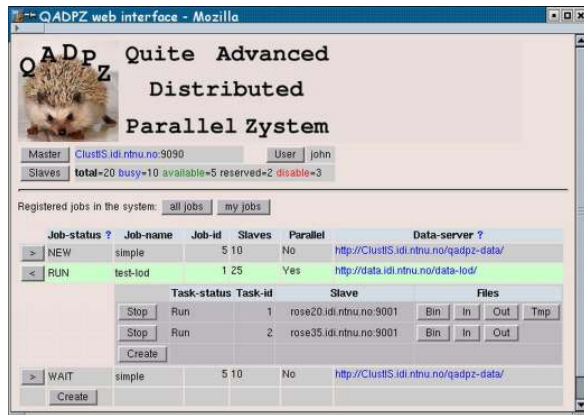 QADPZ web interface - Mozilla
QADPZ
Quite Advanced
Distributed
Parallel Zystem
Master ClustIS.idi.ntnu.no:9090 User john
Slaves total=20 busy=10 available=5 reserved=2 disable=3
Registered jobs in the system: all jobs my jobs
Job-status ? Job-name Job-id Slaves Parallel Data-server ?
> NEW simple 5 10 No http://ClustIS.idi.ntnu.no/qadpz-data/
< RUN test-lod 1 25 Yes http://data.idi.ntnu.no/data-lod/
Task-status Task-id Slave Files
Stop Run 1 rose20.idi.ntnu.no:9001 Bin In Out Tmp
Stop Run 2 rose35.idi.ntnu.no:9001 Bin In Out
Create
> WAIT simple 5 10 No http://ClustIS.idi.ntnu.no/qadpz-data/
Create